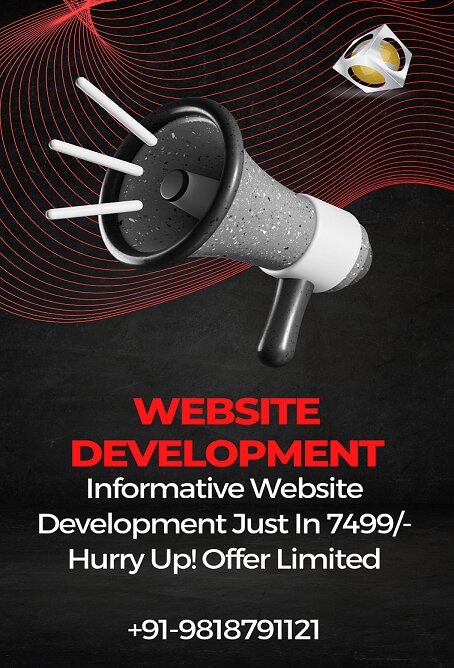 WEBSITE
DEVELOPMENT
Informative Website
Development Just In 7499/-
Hurry Up! Offer Limited
+91-9818791121